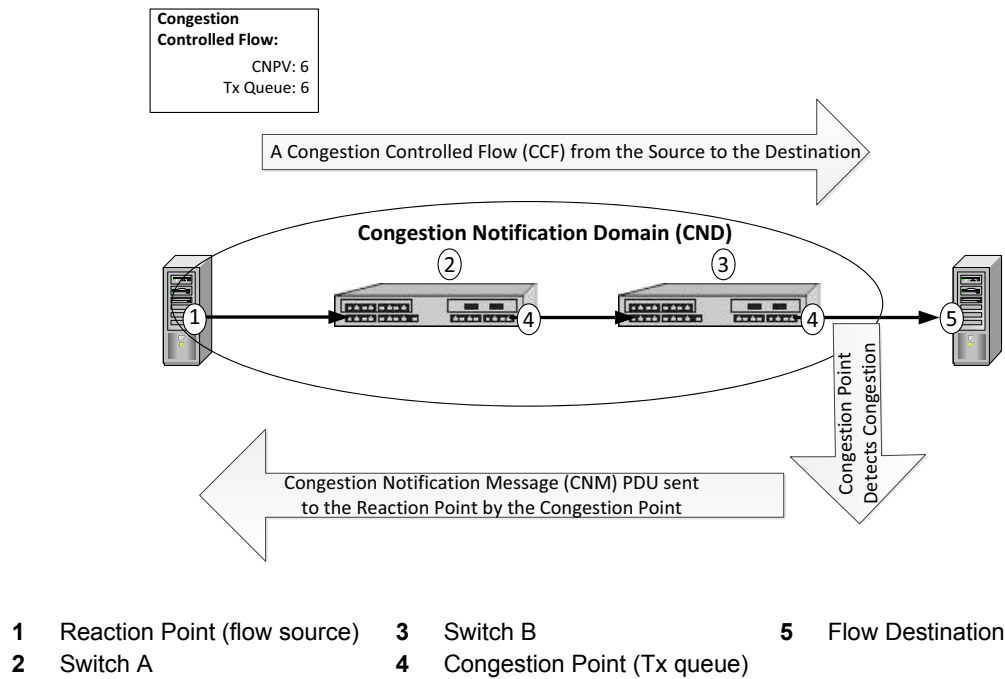 Congestion
Controlled Flow:
CNPV: 6
Tx Queue: 6
A Congestion Controlled Flow (CCF) from the Source to the Destination
Congestion Notification Domain (CND)
2
3
1
4
4
5
Congestion Point
Detects Congestion
Congestion Notification Message (CNM) PDU sent
to the Reaction Point by the Congestion Point
1 Reaction Point (flow source) 3 Switch B 5 Flow Destination
2 Switch A 4 Congestion Point (Tx queue)